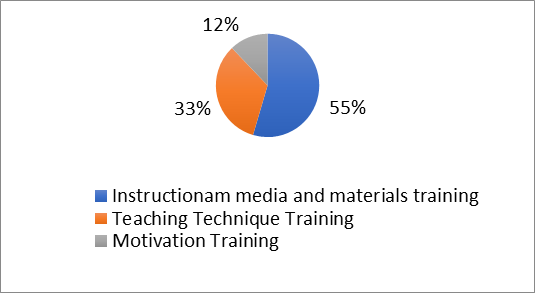 12%
33%
55%
Instructionam media and materials training
Teaching Technique Training
Motivation Training